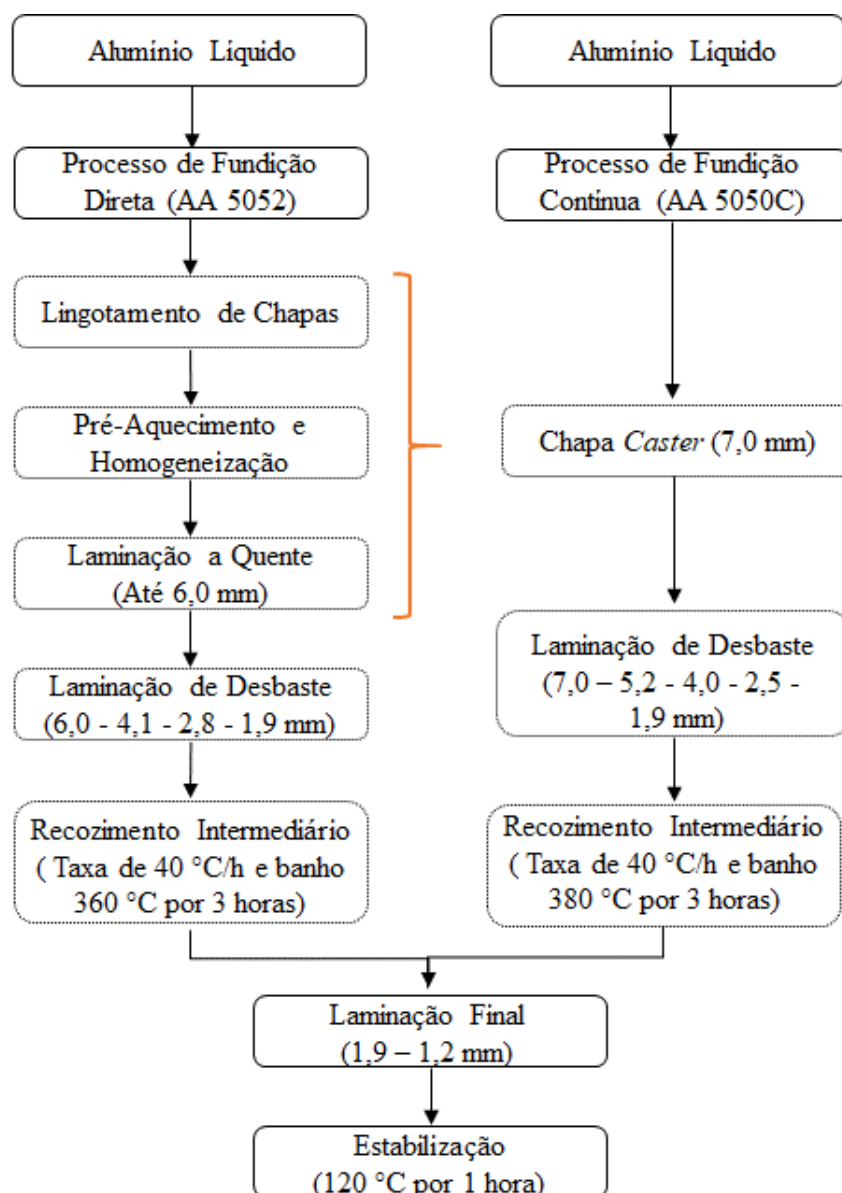 Alumínio Líquido
Processo de Fundição
Direta (AA 5052)
Lingotamento de Chapas
Pré-Aquecimento e
Homogeneização
Laminação a Quente
(Até 6,0 mm)
Laminação de Desbaste
(6,0 - 4,1 - 2,8 - 1,9 mm)
Recozimento Intermediário
( Taxa de 40 °C/h e banho
360 °C por 3 horas)
Alumínio Líquido
Processo de Fundição
Contínua (AA 5050C)
Chapa Caster (7,0 mm)
Laminação de Desbaste
(7,0 – 5,2 - 4,0 - 2,5 -
1,9 mm)
Recozimento Intermediário
( Taxa de 40 °C/h e banho
380 °C por 3 horas)
Laminação Final
(1,9 – 1,2 mm)
Estabilização
(120 °C por 1 hora)